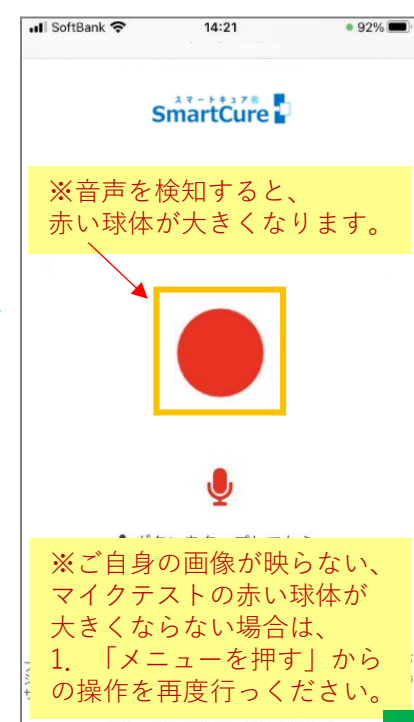 SoftBank 14:21 92%
スマートキュア®
SmartCure
※音声を検知すると、
赤い球体が大きくなります。
※ご自身の画像が映らない、
マイクテストの赤い球体が
大きくならない場合は、
1. 「メニューを押す」から
の操作を再度行っください。